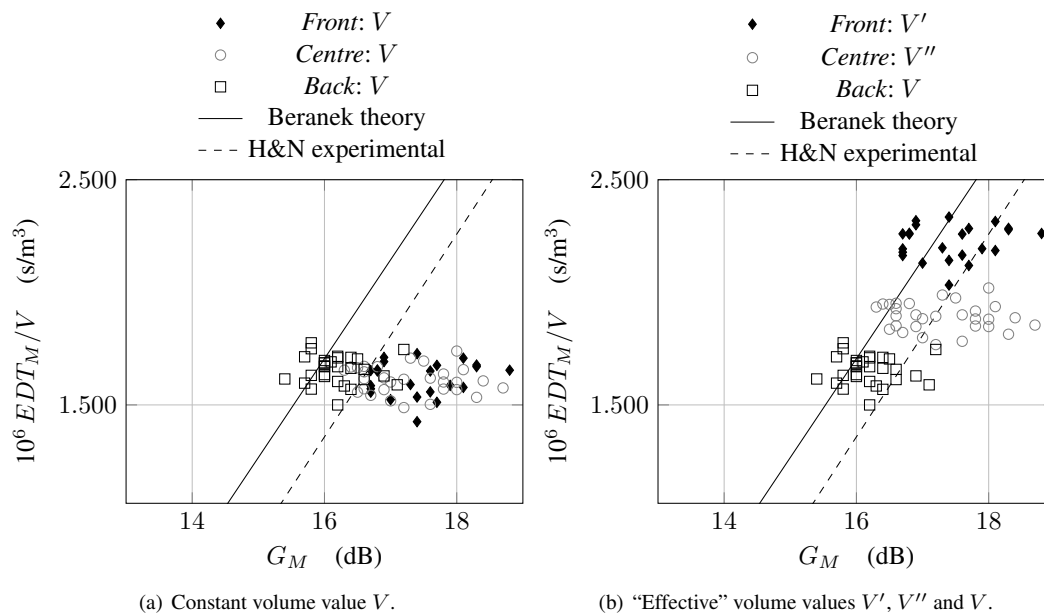 Front: V
Centre: V
Back: V
Beranek theory
H&N experimental
2.500
1.500
10^6 EDT_M/V (s/m^3)
14 16 18
G_M (dB)
(a) Constant volume value V.
Front: V′
Centre: V′′
Back: V
Beranek theory
H&N experimental
2.500
1.500
10^6 EDT_M/V (s/m^3)
14 16 18
G_M (dB)
(b) “Effective” volume values V′, V′′ and V.